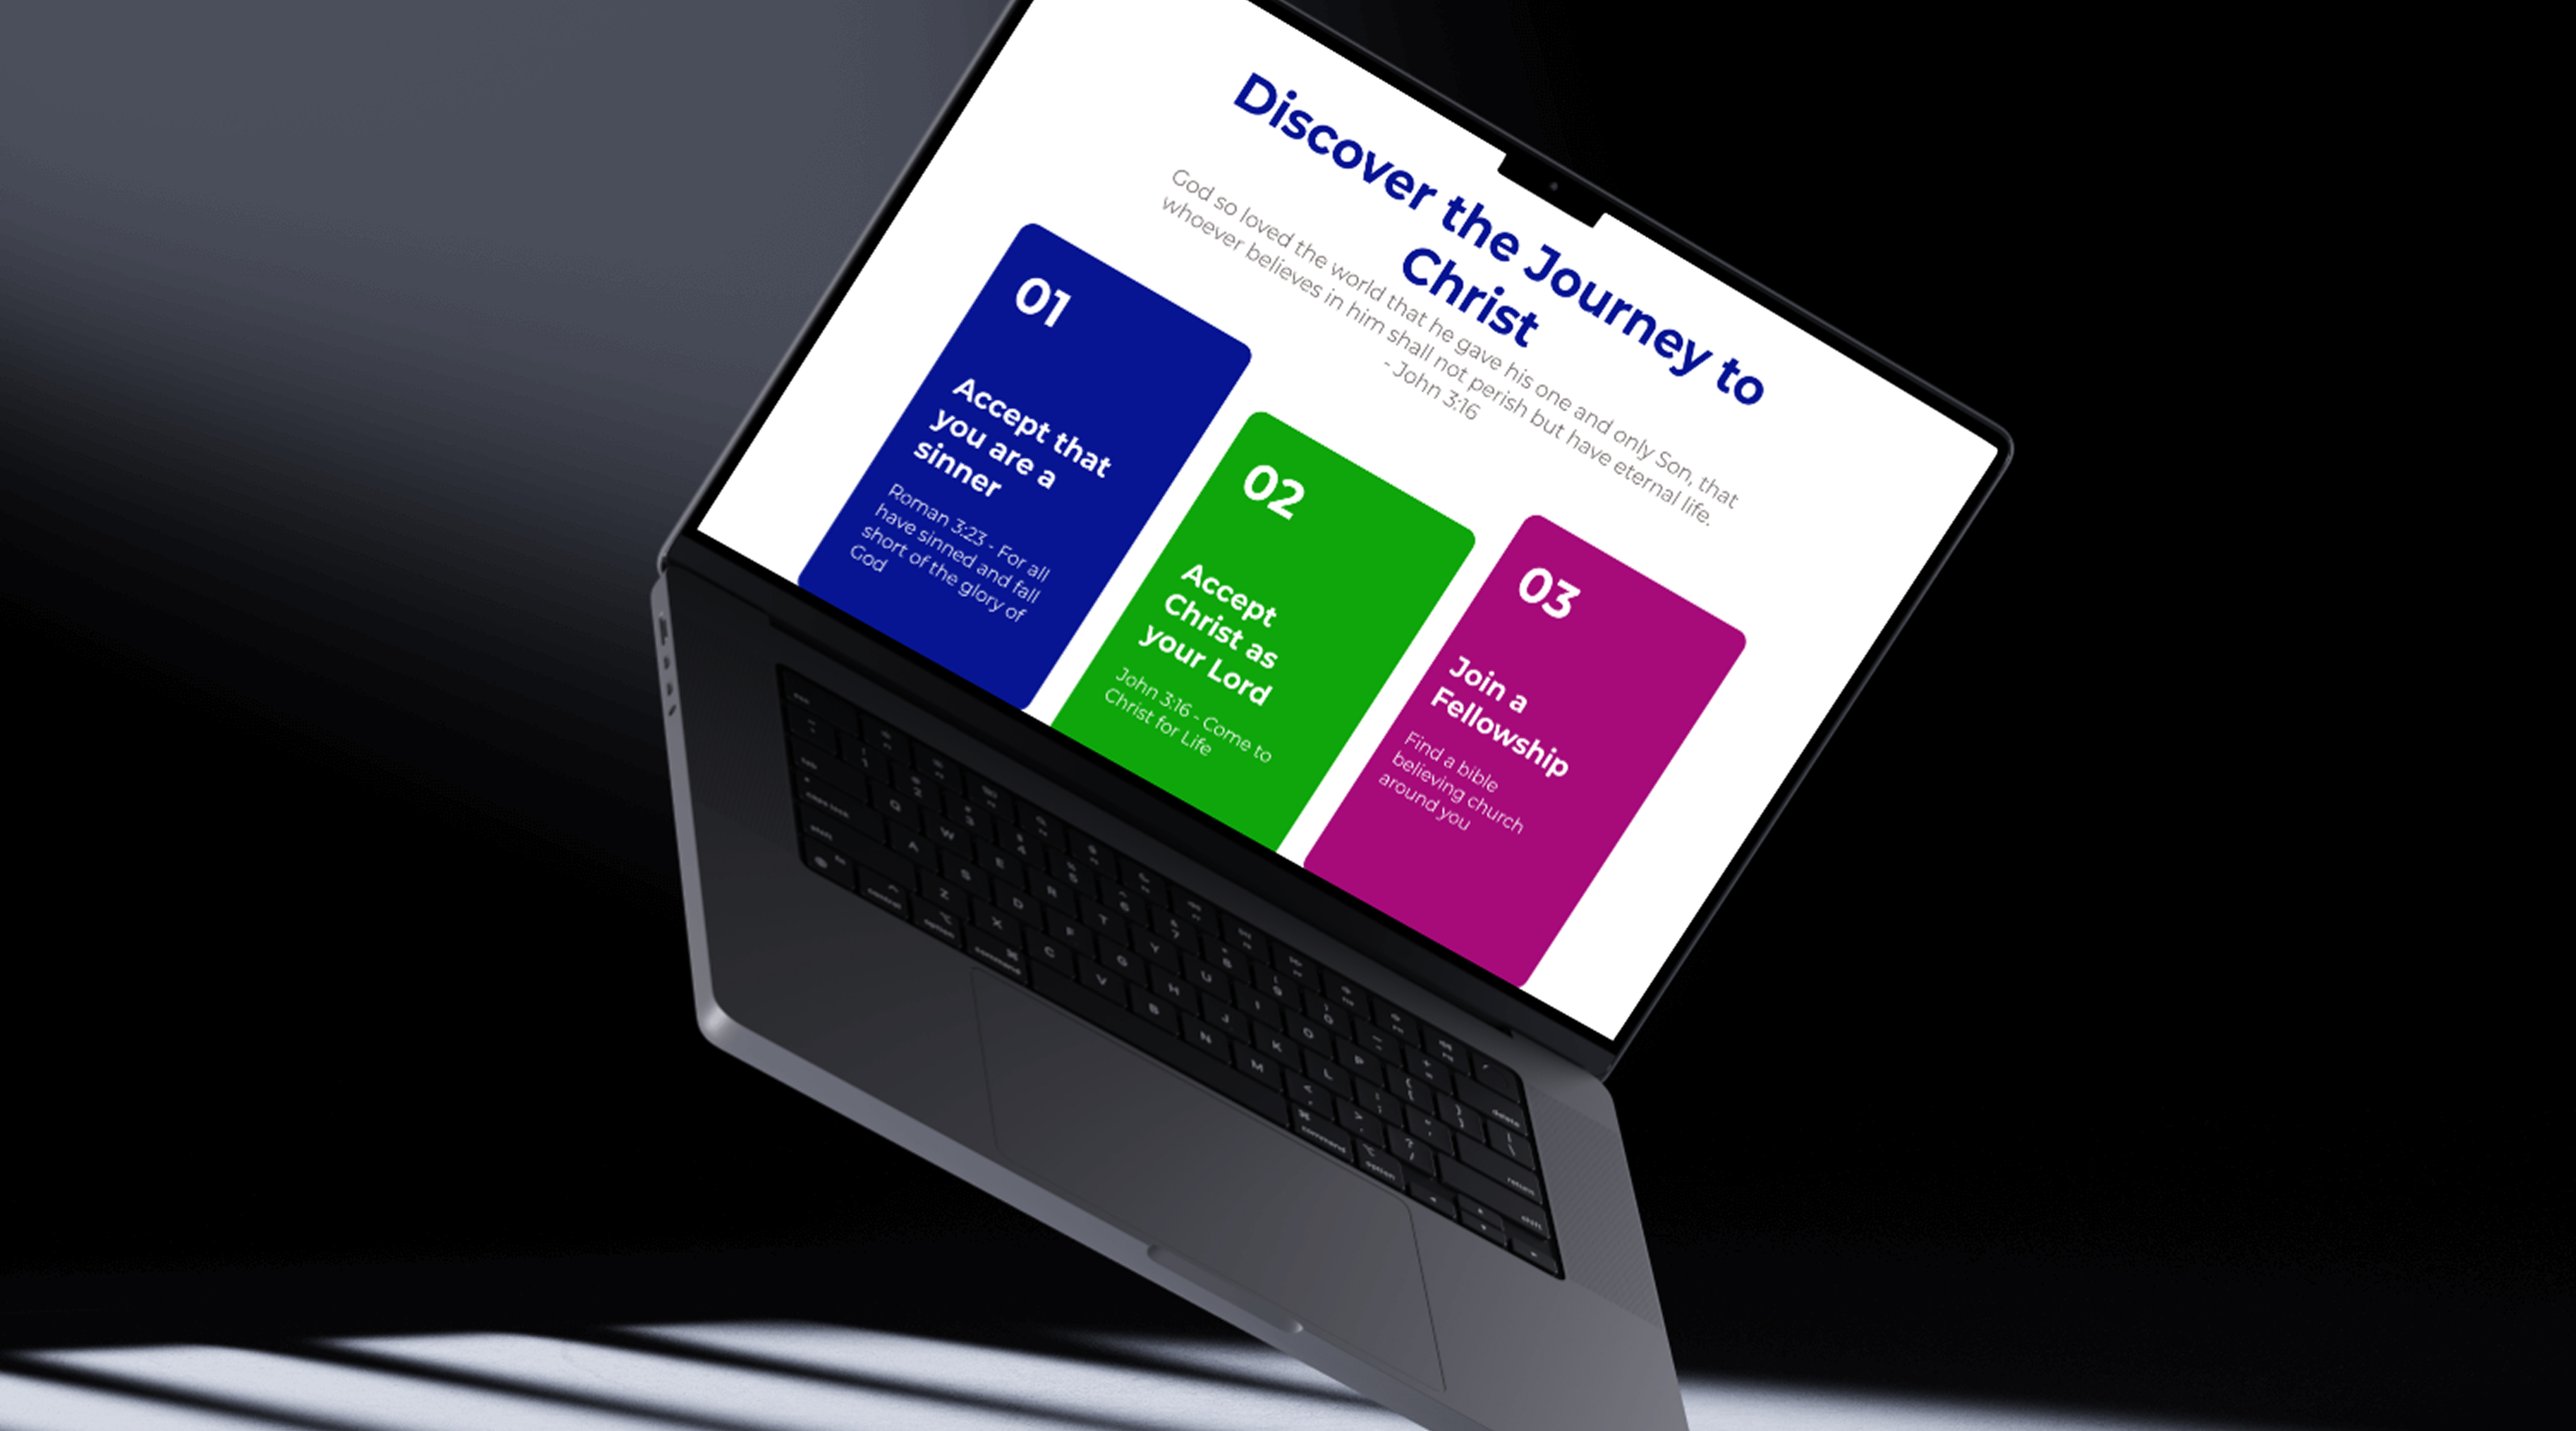 Discover the Journey to
Christ
God so loved the world that he gave his one and only Son, that
whoever believes in him shall not perish but have eternal life.
- John 3:16
01
Accept that
you are a
sinner
Roman 3:23 - For all
have sinned and fall
short of the glory of
God
02
Accept
Christ as
your Lord
John 3:16 - Come to
Christ for Life
03
Join a
Fellowship
Find a bible
believing church
around you